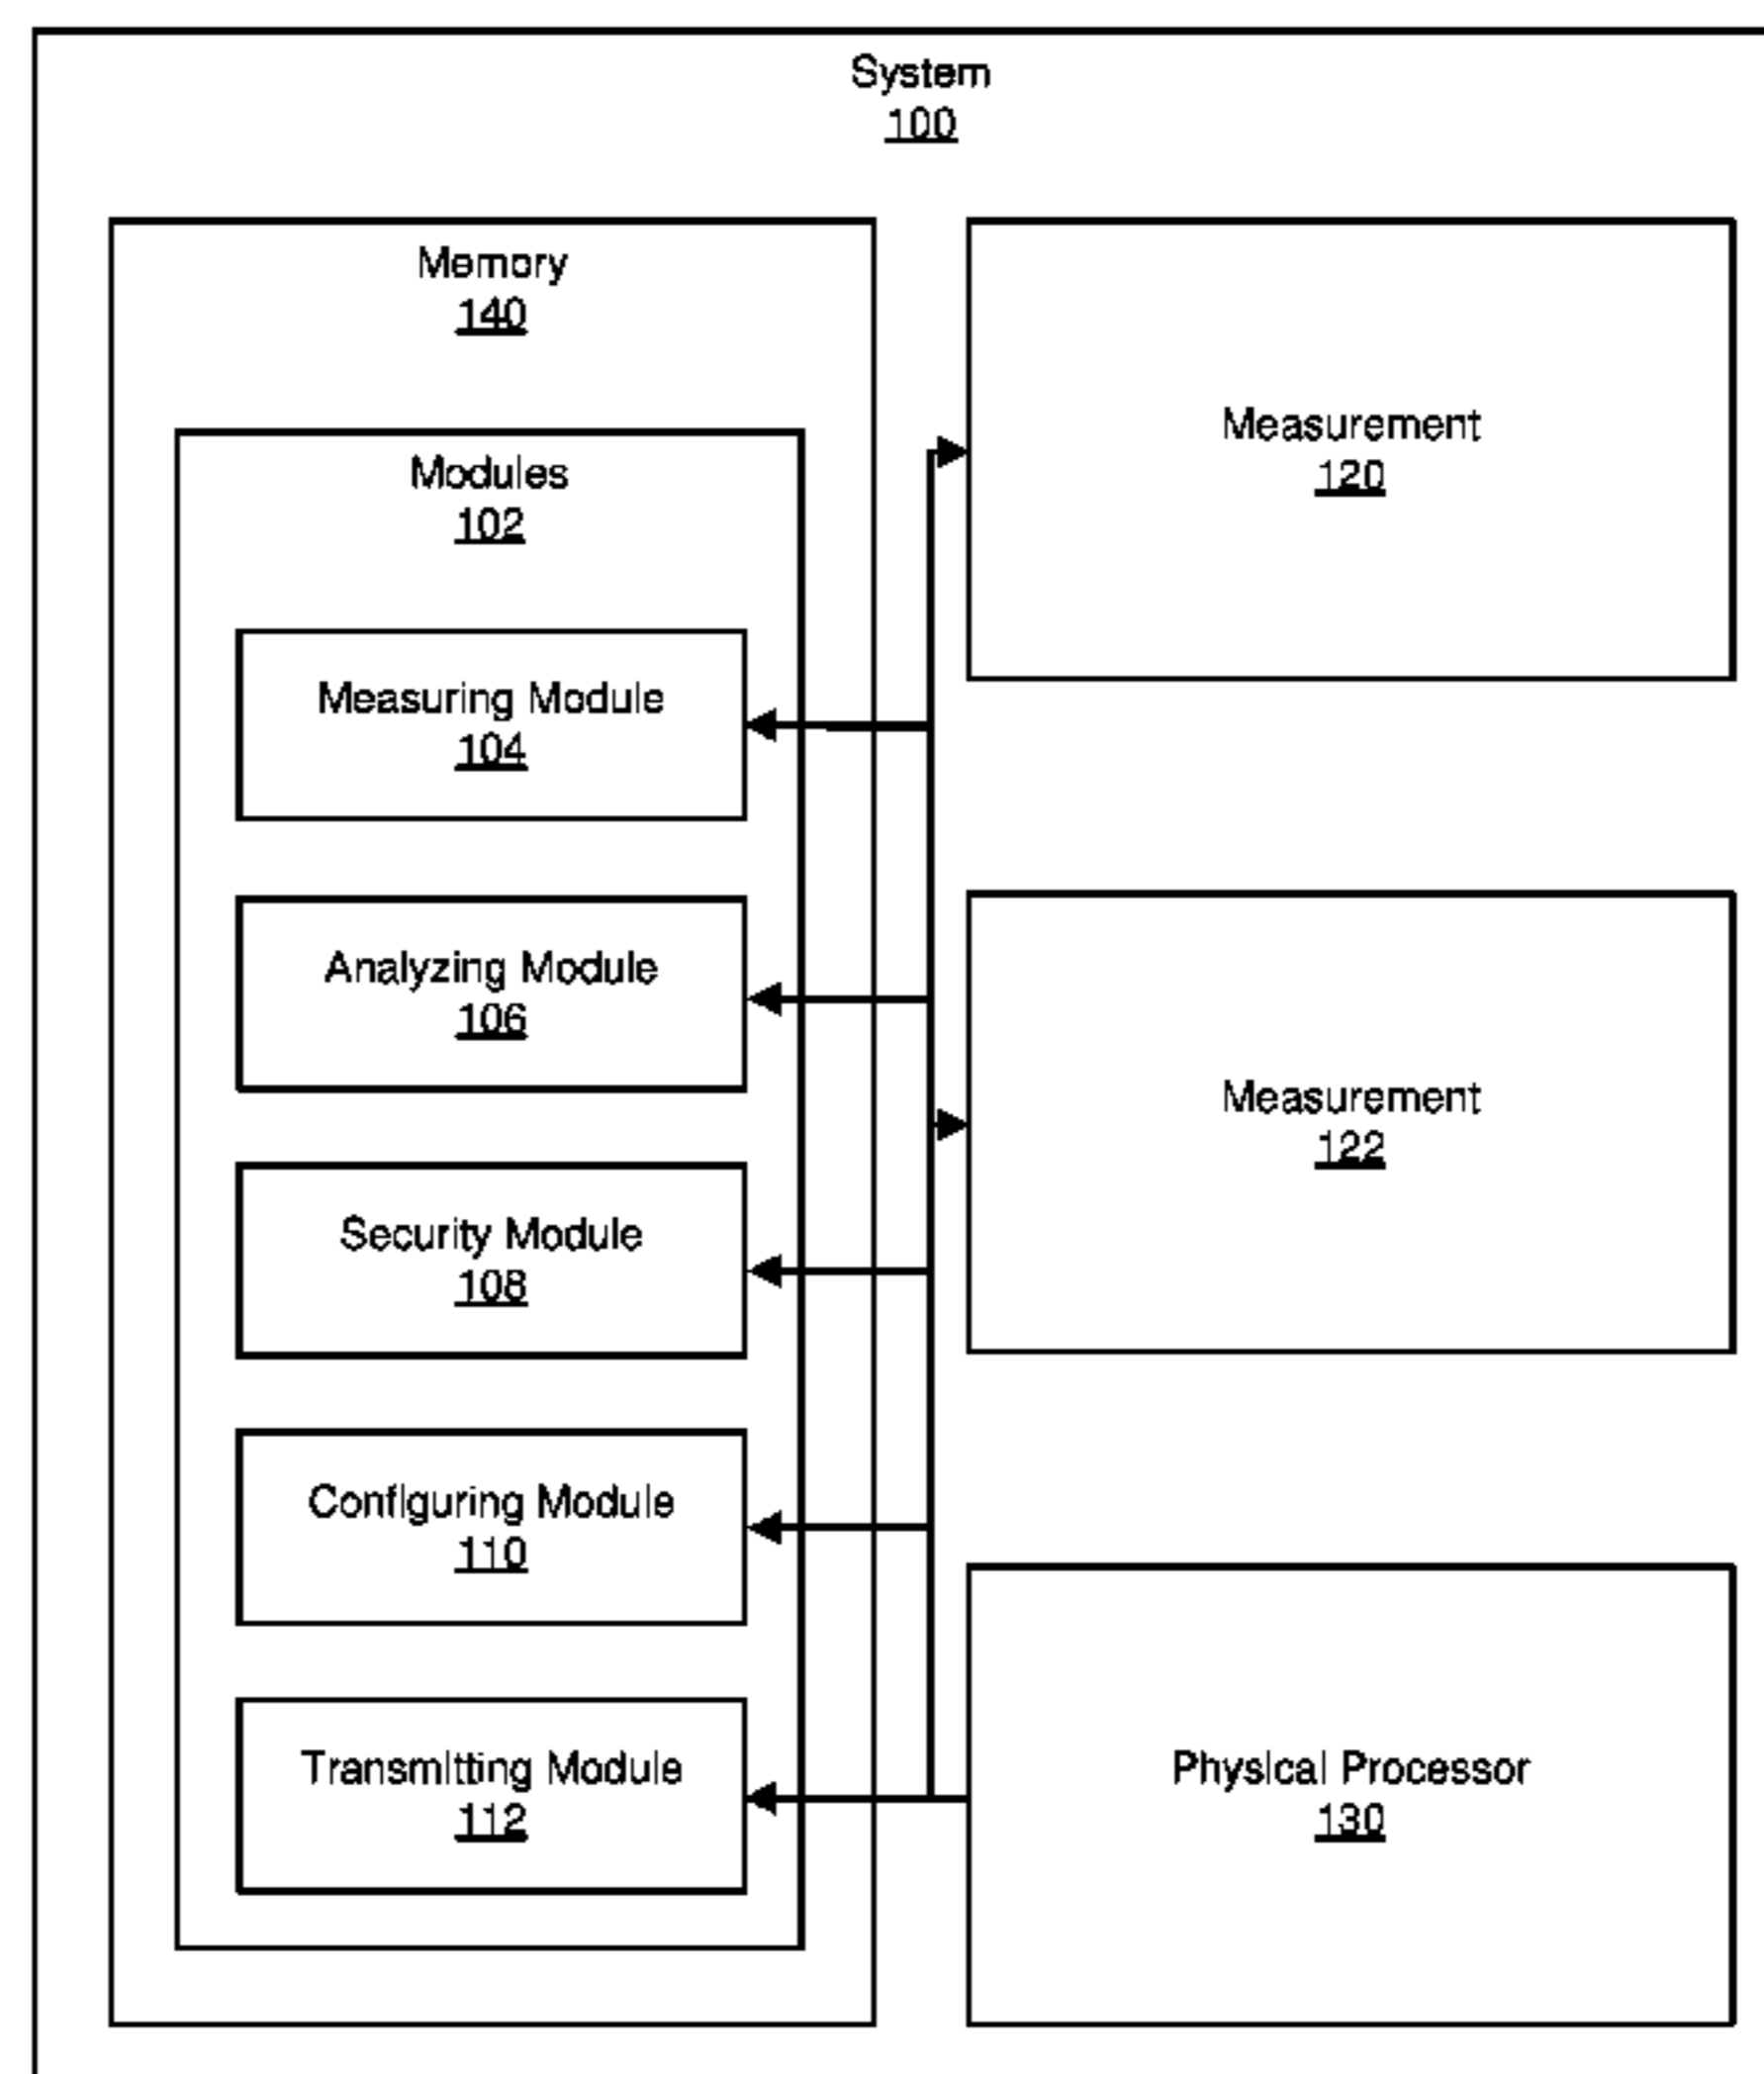 System
100
Memory
140
Modules
102
Measuring Module
104
Analyzing Module
106
Security Module
108
Configuring Module
110
Transmitting Module
112
Measurement
120
Measurement
122
Physical Processor
130